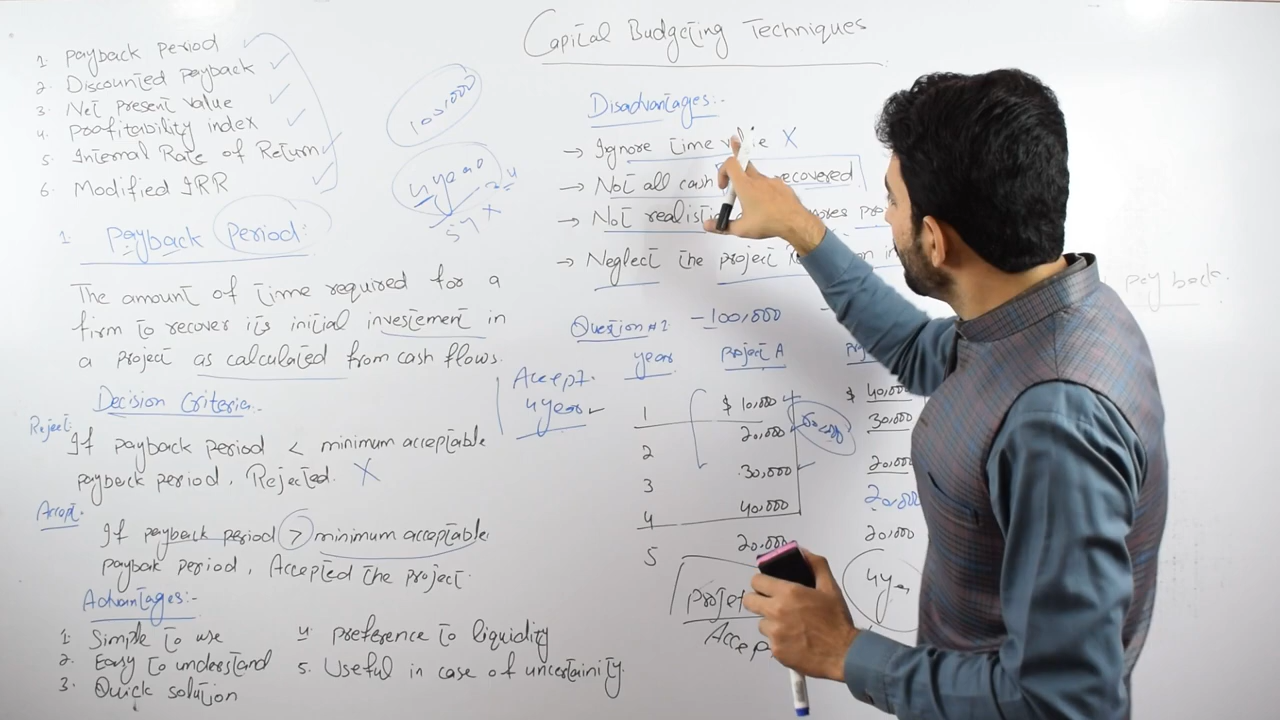 Capital Budgeting Techniques
1. Payback period
2. Discounted payback
3. Net present value
4. Profitability index
5. Internal Rate of Return
6. Modified IRR
100,000
4 years
1. Payback Period:
The amount of time required for a
firm to recover its initial investement in
a project as calculated from cash flows.
Decision Criteria:-
Reject:
If payback period < minimum acceptable
payback period, Rejected. X
Accept.
If payback period > minimum acceptable
payback period, Accepted the project.
Advantages:-
1. Simple to use
2. Easy to understand
3. Quick solution
4. preference to liquidity
5. Useful in case of uncertainity.
Disadvantages:-
→ Ignore time X
→ Not all cash recovered
→ Not
→ Neglect the project in
Question #2 -100,000
years Project A
Accept.
4 year
1 $10,000 $40,000
2 20,000 30,000
3 30,000 20,000
4 40,000 20,000
5 20,000 20,000
Pay back.